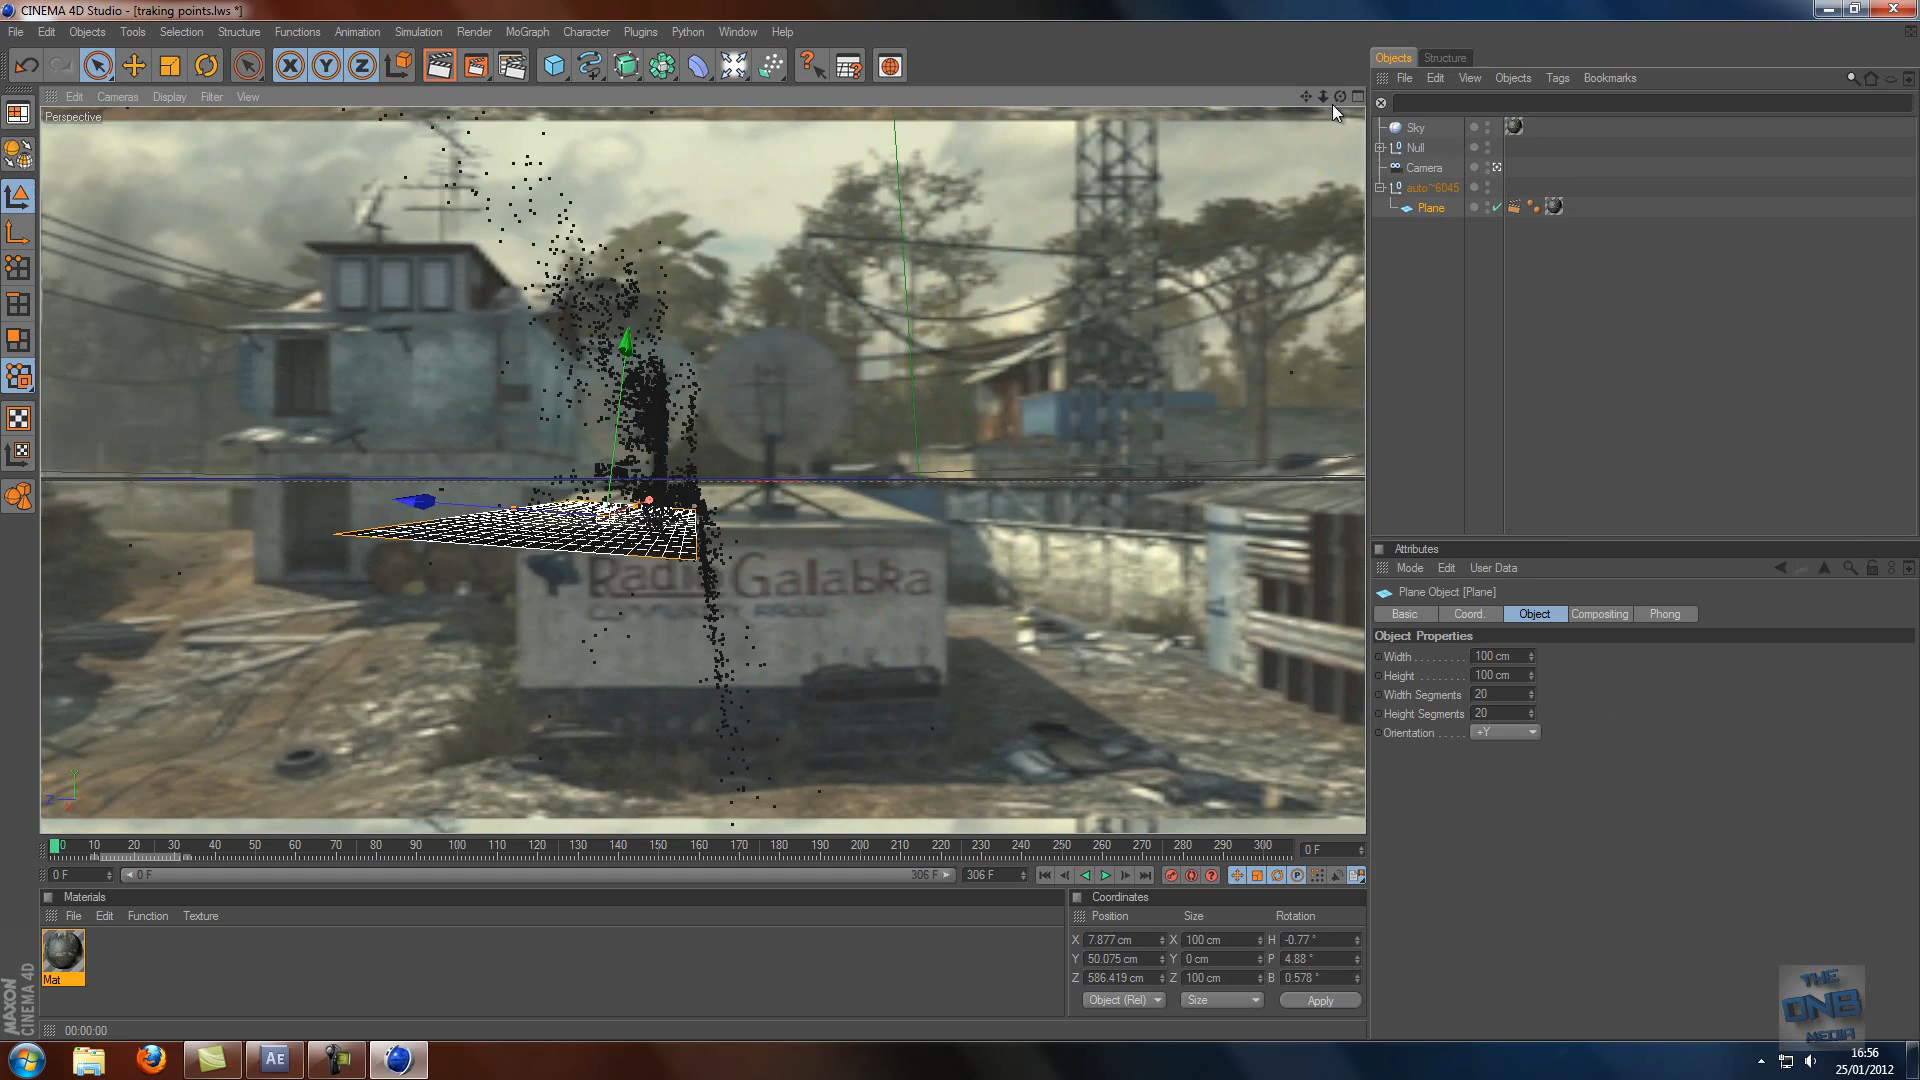 CINEMA 4D Studio - [traking points.lws *]
File Edit Objects Tools Selection Structure Functions Animation Simulation Render MoGraph Character Plugins Python Window Help
Edit Cameras Display Filter View
Perspective
Radio Galabka
Objects Structure
File Edit View Objects Tags Bookmarks
Sky
Null
Camera
auto~6045
Plane
Attributes
Mode Edit User Data
Plane Object [Plane]
Basic Coord. Object Compositing Phong
Object Properties
Width 100 cm
Height 100 cm
Width Segments 20
Height Segments 20
Orientation +Y
Y
Z
X
0 10 20 30 40 50 60 70 80 90 100 110 120 130 140 150 160 170 180 190 200 210 220 230 240 250 260 270 280 290 300 0 F
0 F 0 F 306 F 306 F
Materials
File Edit Function Texture
Mat
Coordinates
Position Size Rotation
X 7.877 cm X 100 cm H -0.77 °
Y 50.075 cm Y 0 cm P 4.88 °
Z 586.419 cm Z 100 cm B 0.578 °
Object (Rel) Size Apply
MAXON
CINEMA 4D
00:00:00
THE
DNB
MEDIA
AE
16:56
25/01/2012